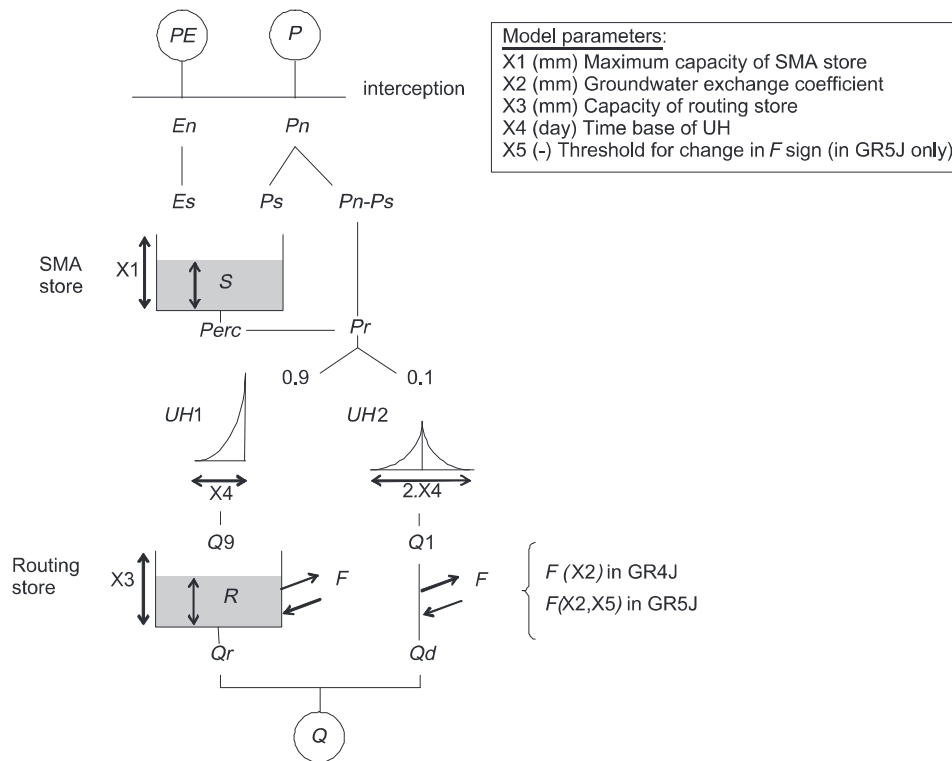 PE
P
Model parameters:
X1 (mm) Maximum capacity of SMA store
X2 (mm) Groundwater exchange coefficient
X3 (mm) Capacity of routing store
X4 (day) Time base of UH
X5 (-) Threshold for change in F sign (in GR5J only)
interception
En
Pn
Es
Ps
Pn-Ps
SMA
store
X1
S
Perc
Pr
0.9
0.1
UH1
UH2
X4
2.X4
Q9
Q1
Routing
store
X3
R
F
F
F (X2) in GR4J
F(X2,X5) in GR5J
Qr
Qd
Q